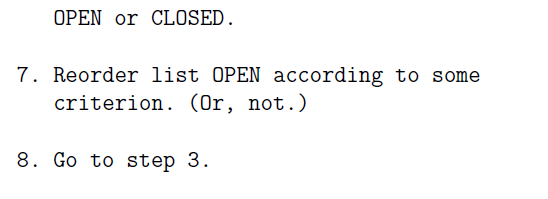 OPEN or CLOSED.
7. Reorder list OPEN according to some
criterion. (Or, not.)
8. Go to step 3.